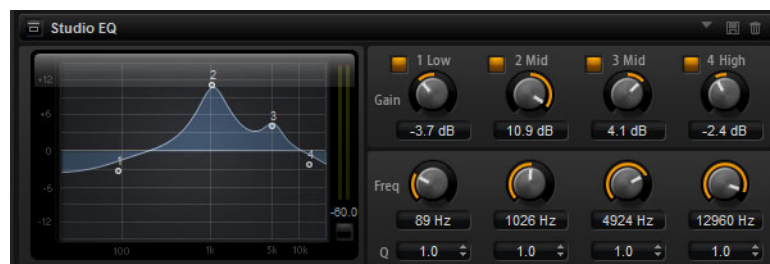 Studio EQ
+12
+6
0
-6
-12
1
2
3
4
100
1k
5k
10k
-60.0
1 Low
2 Mid
3 Mid
4 High
Gain
-3.7 dB
10.9 dB
4.1 dB
-2.4 dB
Freq
89 Hz
1026 Hz
4924 Hz
12960 Hz
Q
1.0
1.0
1.0
1.0